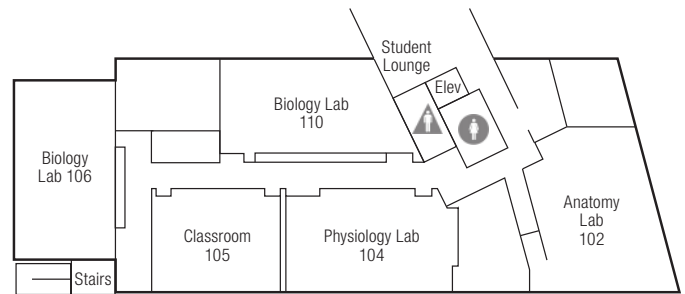 Student
Lounge
Elev
Biology Lab
110
Biology
Lab 106
Anatomy
Lab
102
Classroom
105
Physiology Lab
104
Stairs